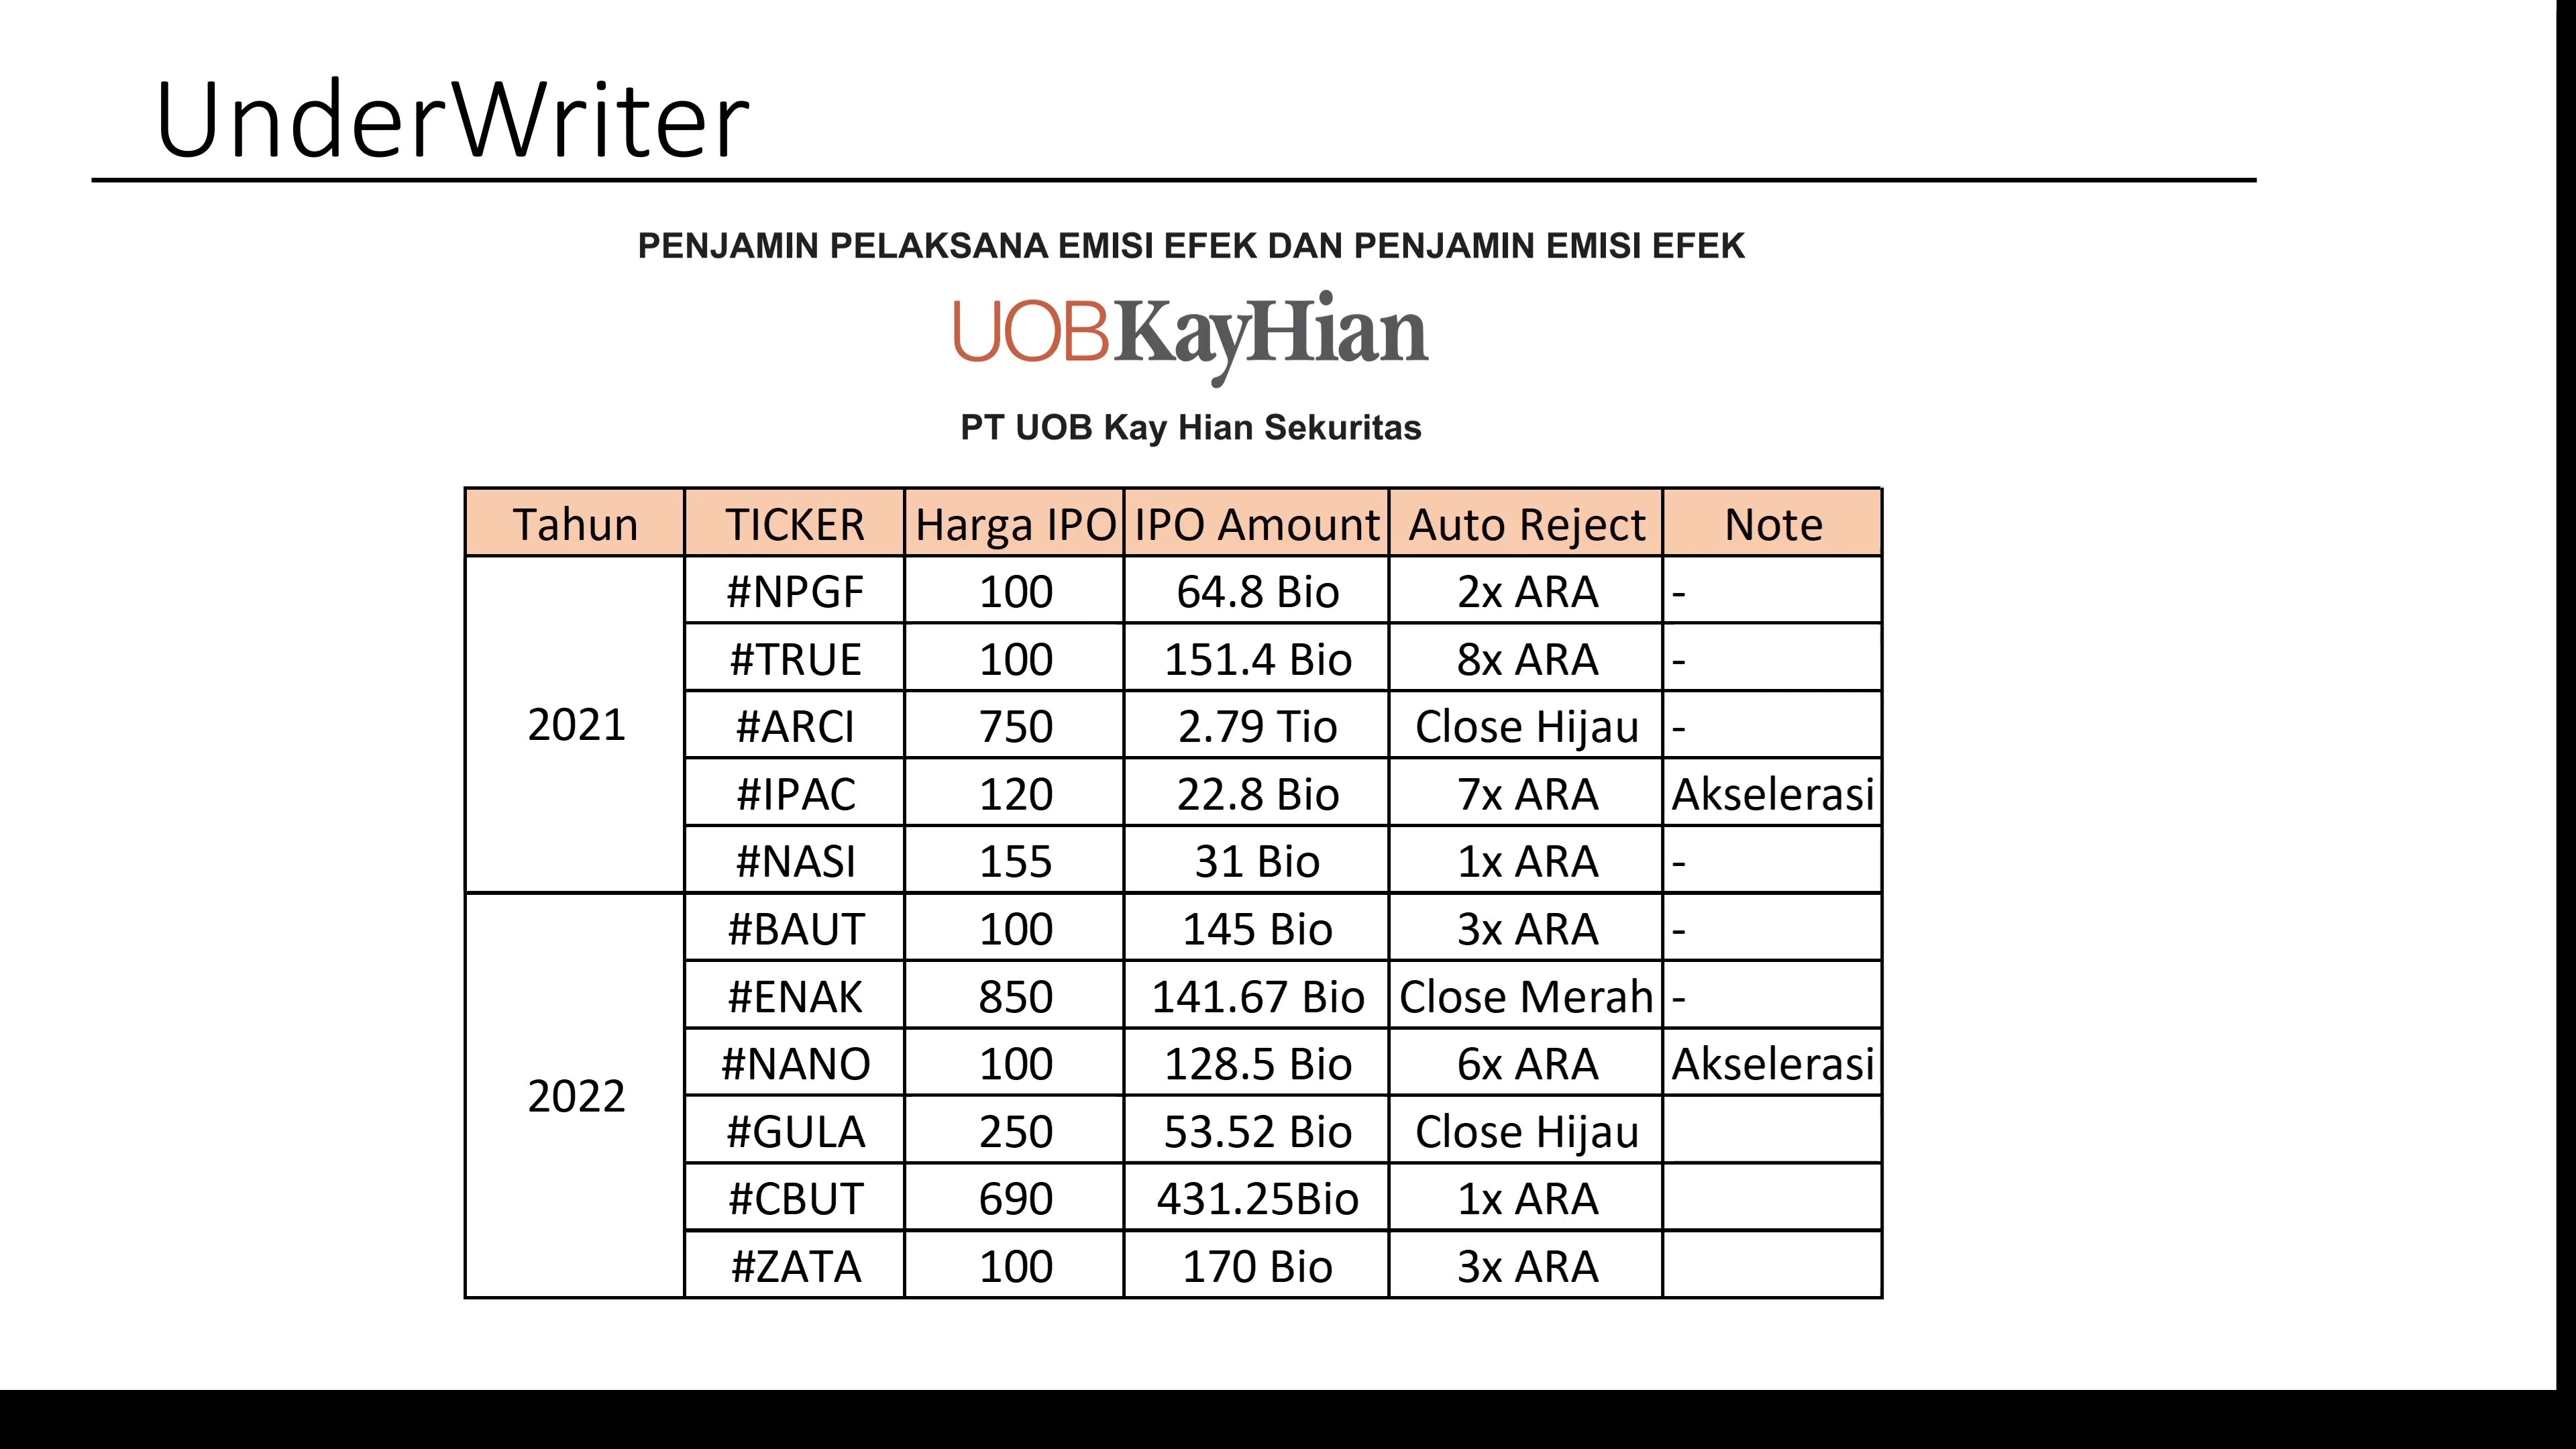 UnderWriter
PENJAMIN PELAKSANA EMISI EFEK DAN PENJAMIN EMISI EFEK
UOBKayHian
PT UOB Kay Hian Sekuritas
Tahun TICKER Harga IPO IPO Amount Auto Reject Note
2021
#NPGF 100 64.8 Bio 2x ARA -
#TRUE 100 151.4 Bio 8x ARA -
#ARCI 750 2.79 Tio Close Hijau -
#IPAC 120 22.8 Bio 7x ARA Akselerasi
#NASI 155 31 Bio 1x ARA -
2022
#BAUT 100 145 Bio 3x ARA -
#ENAK 850 141.67 Bio Close Merah -
#NANO 100 128.5 Bio 6x ARA Akselerasi
#GULA 250 53.52 Bio Close Hijau
#CBUT 690 431.25Bio 1x ARA
#ZATA 100 170 Bio 3x ARA